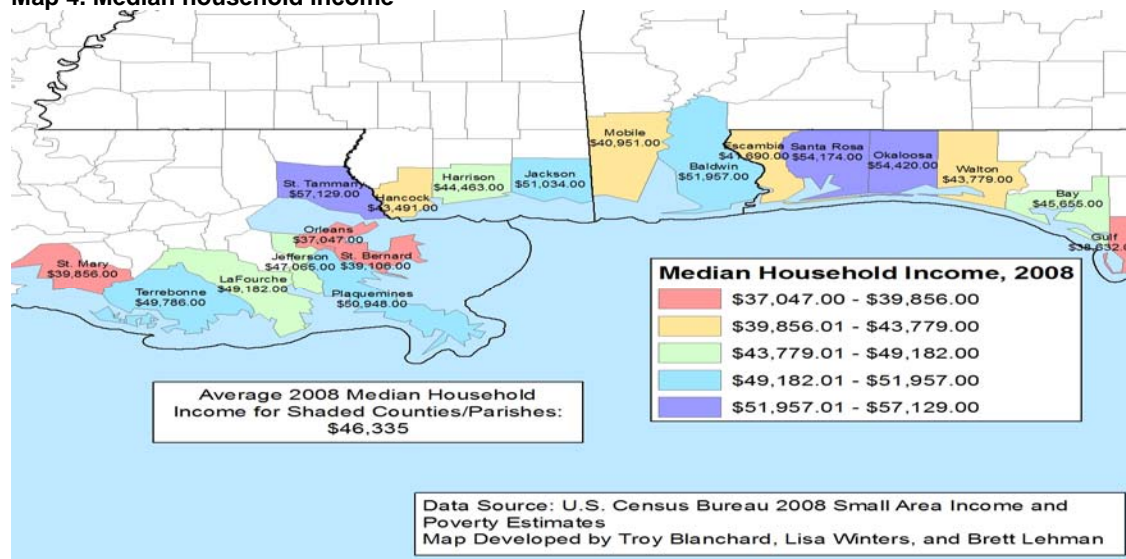 Map 4. Median household income
Mobile
$40,951.00
Baldwin
$51,957.00
Escambia
$41,690.00
Santa Rosa
$54,174.00
Okaloosa
$54,420.00
Walton
$43,779.00
Bay
$45,655.00
Gulf
St. Tammany
$57,129.00
Hancock
$43,491.00
Harrison
$44,463.00
Jackson
$51,034.00
Orleans
$37,047.00
Jefferson
$47,065.00
St. Bernard
$39,106.00
St. Mary
$39,856.00
Terrebonne
$49,786.00
LaFourche
$49,182.00
Plaquemines
$50,948.00
Median Household Income, 2008
$37,047.00 - $39,856.00
$39,856.01 - $43,779.00
$43,779.01 - $49,182.00
$49,182.01 - $51,957.00
$51,957.01 - $57,129.00
Average 2008 Median Household
Income for Shaded Counties/Parishes:
$46,335
Data Source: U.S. Census Bureau 2008 Small Area Income and
Poverty Estimates
Map Developed by Troy Blanchard, Lisa Winters, and Brett Lehman